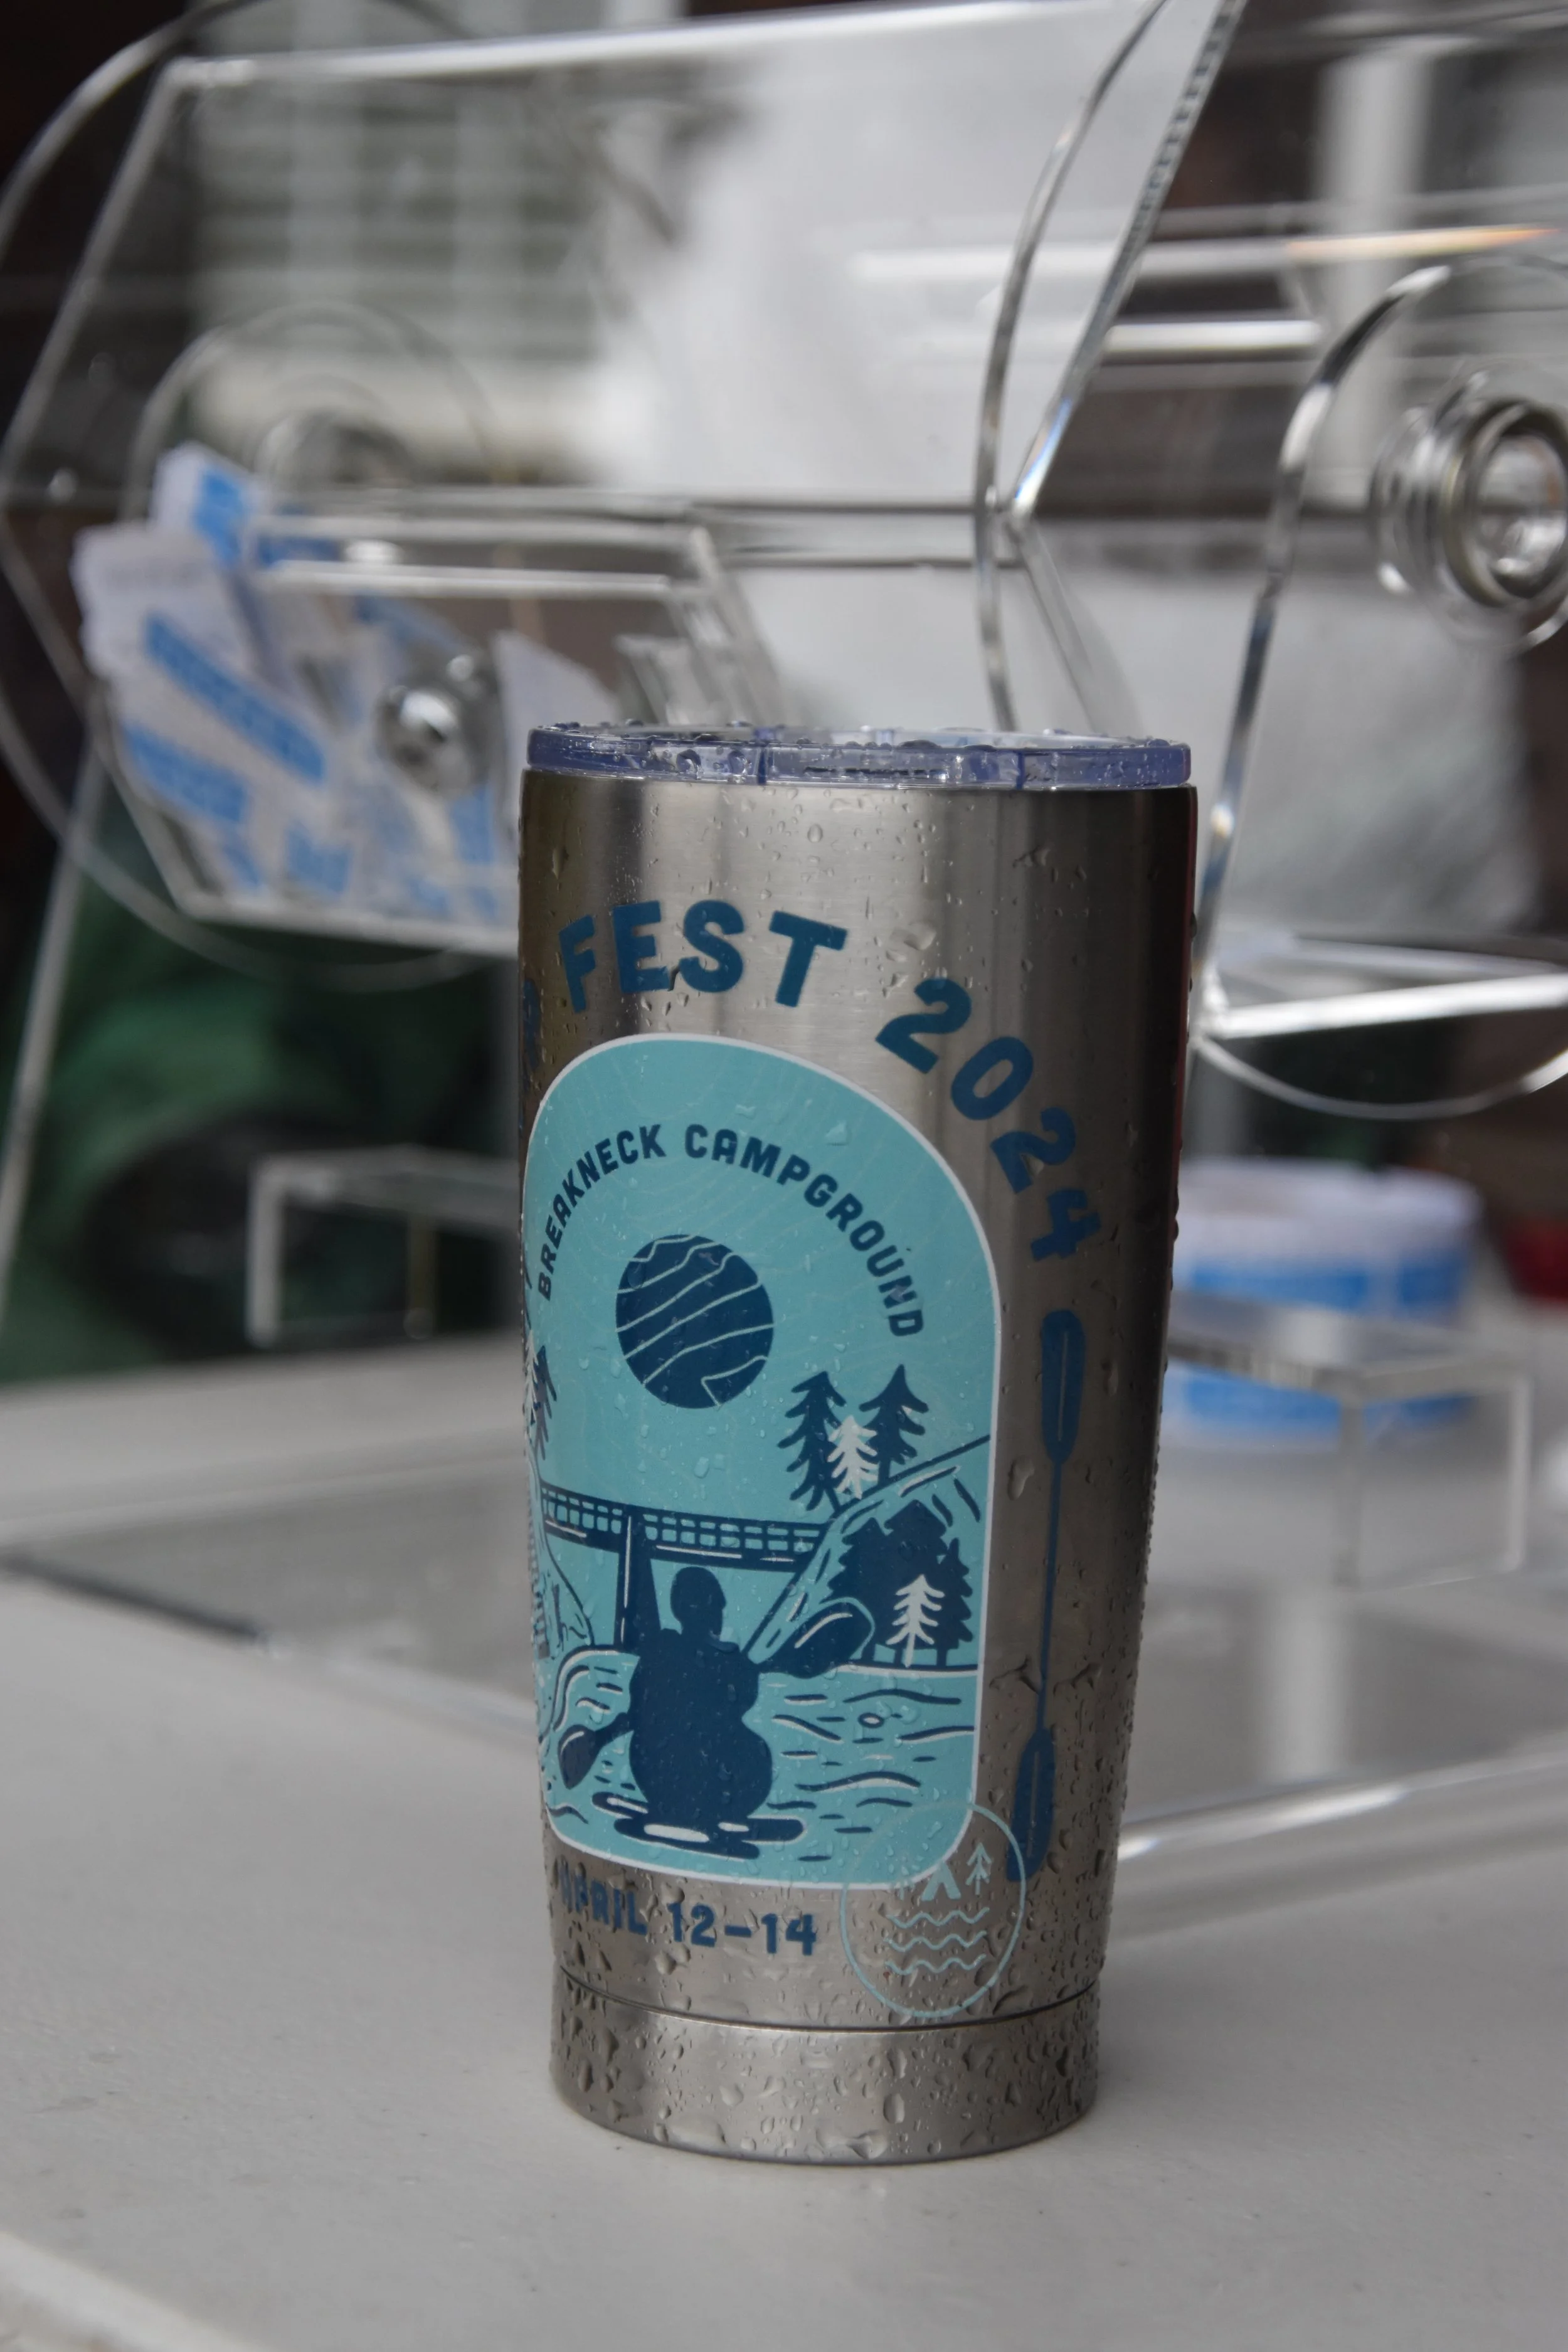 FEST 2024
BREAKNECK CAMPGROUND
APRIL 12-14